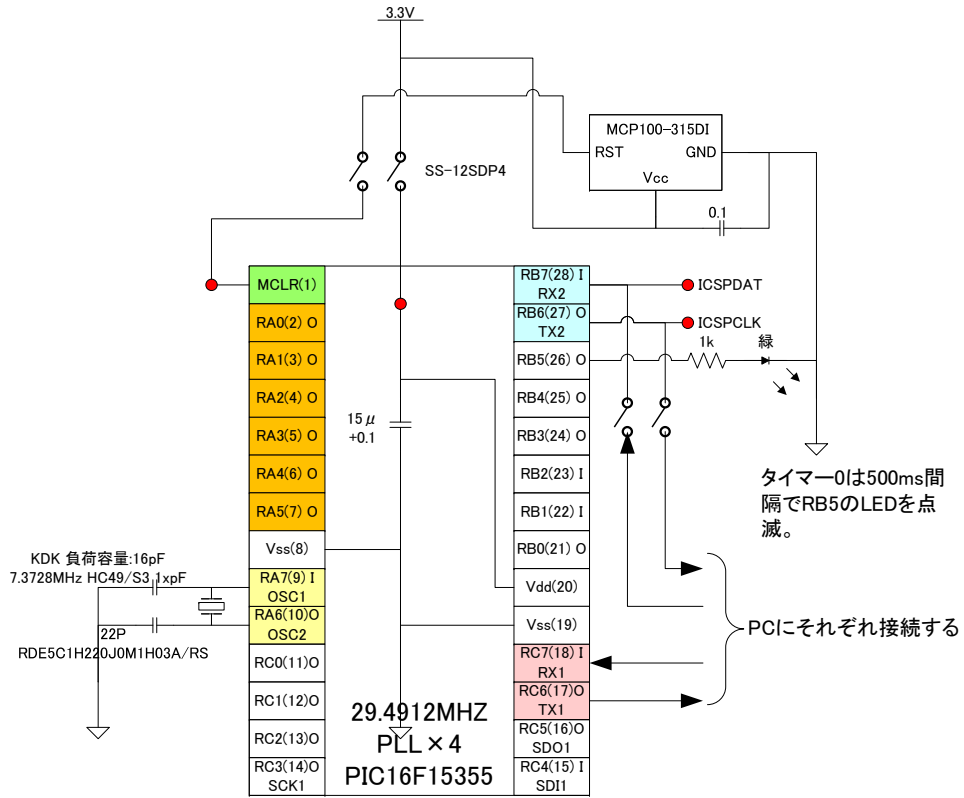 3.3V
MCP100-315DI
RST
GND
Vcc
SS-12SDP4
0.1
MCLR(1)
RA0(2) O
RA1(3) O
RA2(4) O
RA3(5) O
RA4(6) O
RA5(7) O
Vss(8)
RA7(9) I
OSC1
RA6(10)O
OSC2
RC0(11)O
RC1(12)O
RC2(13)O
RC3(14)O
SCK1
RB7(28) I
RX2
RB6(27) O
TX2
RB5(26) O
RB4(25) O
RB3(24) O
RB2(23) I
RB1(22) I
RB0(21) O
Vdd(20)
Vss(19)
RC7(18) I
RX1
RC6(17)O
TX1
RC5(16)O
SDO1
RC4(15) I
SDI1
ICSPDAT
ICSPCLK
1k
緑
15μ
+0.1
タイマー0は500ms間
隔でRB5のLEDを点
滅。
KDK 負荷容量:16pF
7.3728MHz HC49/S3 1xpF
22P
RDE5C1H220J0M1H03A/RS
PCにそれぞれ接続する
29.4912MHZ
PLL×4
PIC16F15355